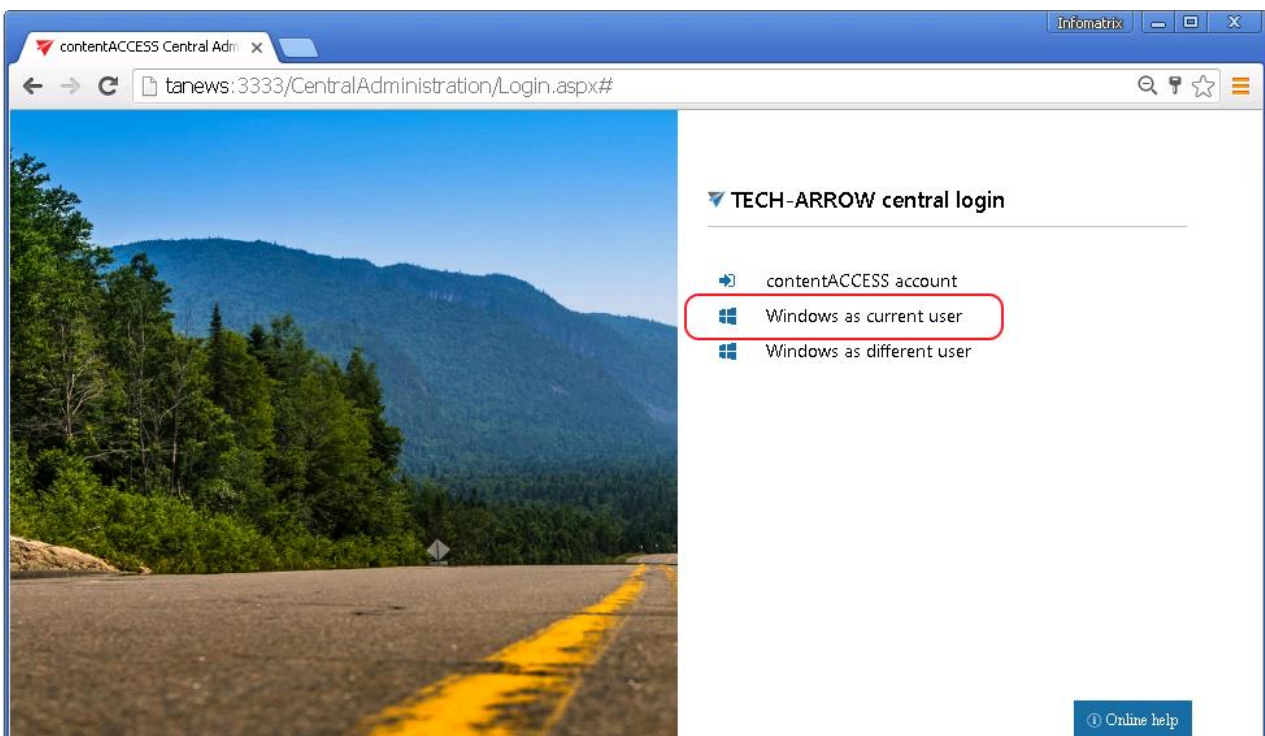 Infomatrix
contentACCESS Central Adm
tanews:3333/CentralAdministration/Login.aspx#
TECH-ARROW central login
contentACCESS account
Windows as current user
Windows as different user
Online help